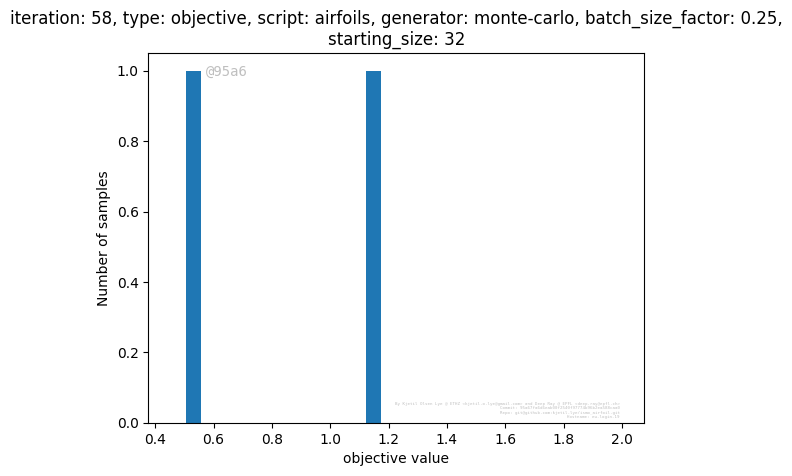 iteration: 58, type: objective, script: airfoils, generator: monte-carlo, batch_size_factor: 0.25,
starting_size: 32
@95a6
1.0
0.8
0.6
0.4
0.2
0.0
Number of samples
0.4 0.6 0.8 1.0 1.2 1.4 1.6 1.8 2.0
objective value